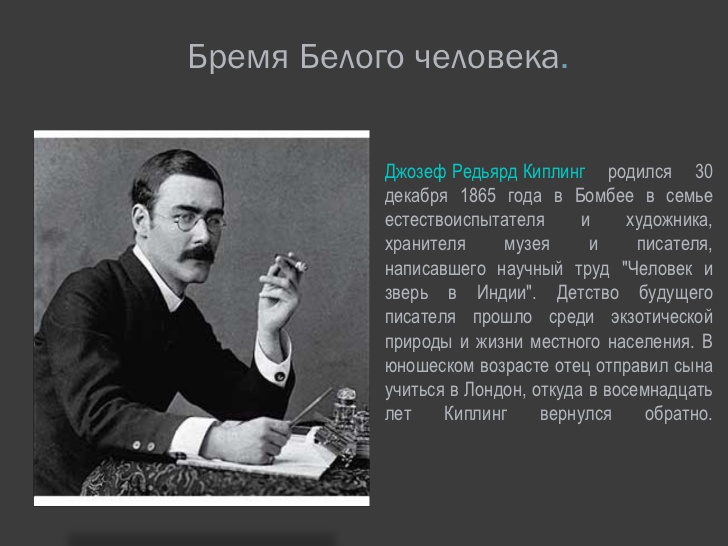 Бремя Белого человека.
Джозеф Редьярд Киплинг родился 30
декабря 1865 года в Бомбее в семье
естествоиспытателя и художника,
хранителя музея и писателя,
написавшего научный труд "Человек и
зверь в Индии". Детство будущего
писателя прошло среди экзотической
природы и жизни местного населения. В
юношеском возрасте отец отправил сына
учиться в Лондон, откуда в восемнадцать
лет Киплинг вернулся обратно.